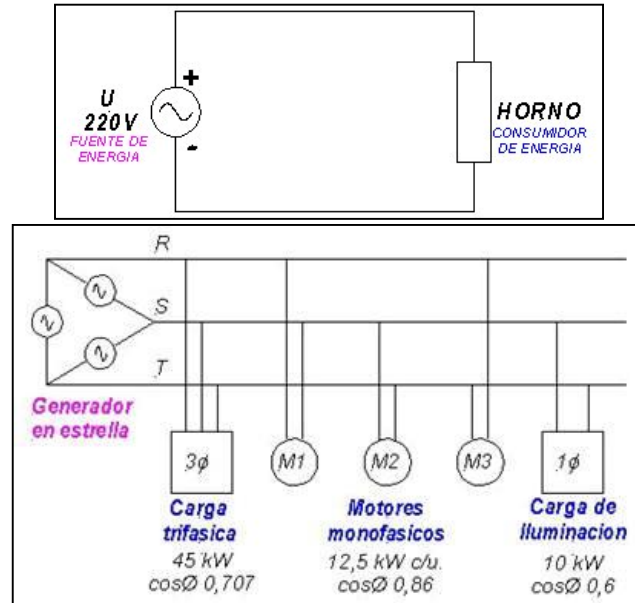 U
220V
FUENTE DE
ENERGIA
+
-
HORNO
CONSUMIDOR
DE ENERGIA
R
S
T
Generador
en estrella
3ϕ
M1
M2
M3
1ϕ
Carga
trifasica
45 kW
cosØ 0,707
Motores
monofasicos
12,5 kW c/u.
cosØ 0,86
Carga de
iluminacion
10 kW
cosØ 0,6